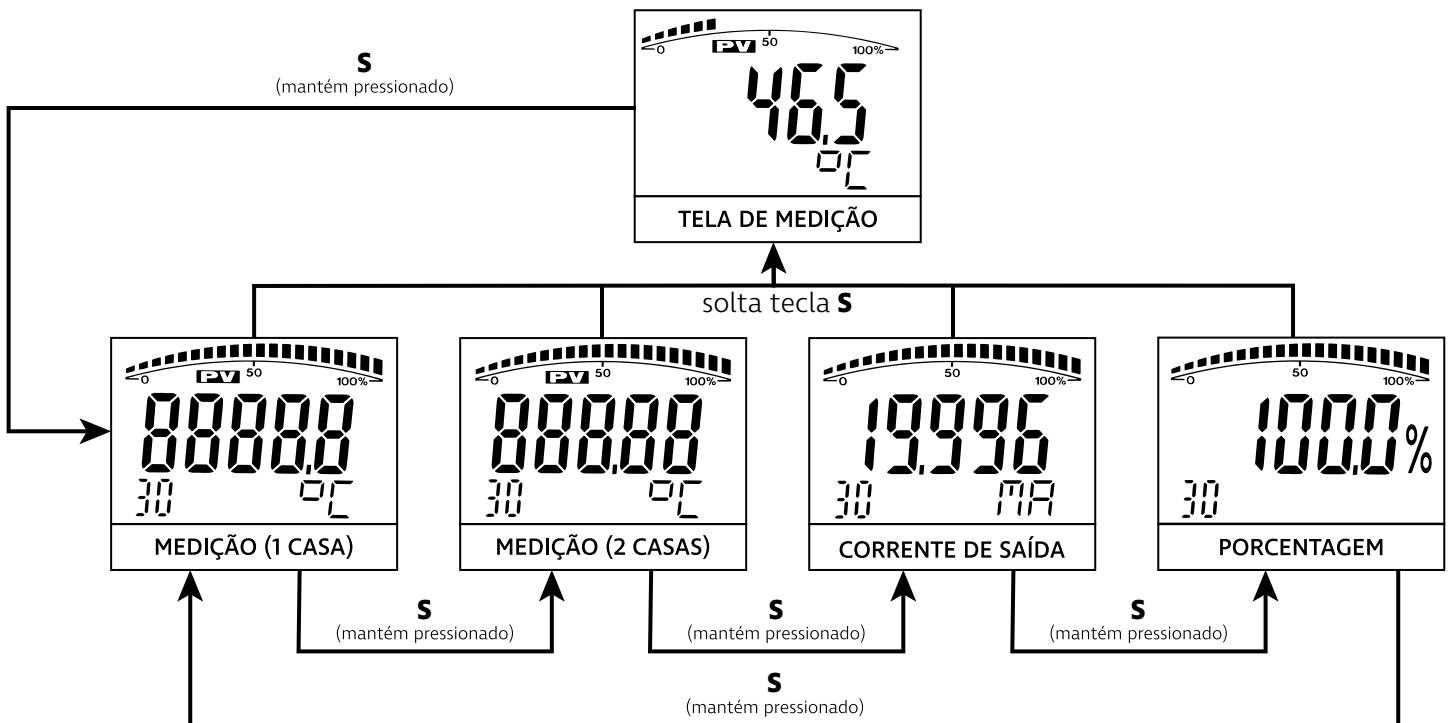 0 PV 50 100%
46,5
ºC
TELA DE MEDIÇÃO
S
(mantém pressionado)
solta tecla S
0 PV 50 100%
8888,8
30 ºC
MEDIÇÃO (1 CASA)
0 PV 50 100%
888,88
30 ºC
MEDIÇÃO (2 CASAS)
0 50 100%
19,996
30 MA
CORRENTE DE SAÍDA
0 50 100%
100,0%
30
PORCENTAGEM
S
(mantém pressionado)
S
(mantém pressionado)
S
(mantém pressionado)
S
(mantém pressionado)